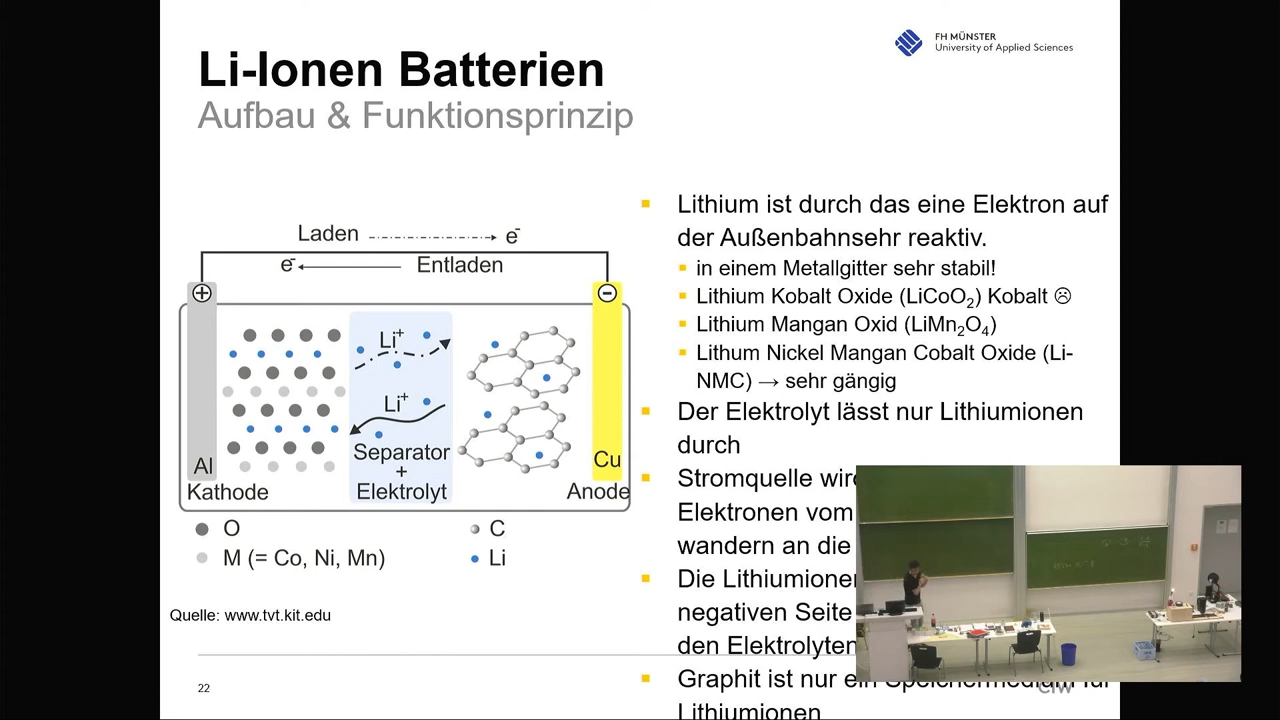 FH MÜNSTER
University of Applied Sciences
Li-Ionen Batterien
Aufbau & Funktionsprinzip
Laden
e-
e-
Entladen
+
−
Li+
Li+
Separator
+
Elektrolyt
Al
Kathode
Cu
Anode
O
C
M (= Co, Ni, Mn)
Li
Quelle: www.tvt.kit.edu
Lithium ist durch das eine Elektron auf
der Außenbahnsehr reaktiv.
in einem Metallgitter sehr stabil!
Lithium Kobalt Oxide (LiCoO₂) Kobalt ☹
Lithium Mangan Oxid (LiMn₂O₄)
Lithum Nickel Mangan Cobalt Oxide (Li-
NMC) → sehr gängig
Der Elektrolyt lässt nur Lithiumionen
durch
Stromquelle
Elektronen vom
wandern an die
Die
negativen Seite
den Elektrolyten
Graphit ist nur ein Speichermedium für
Lithiumionen
22